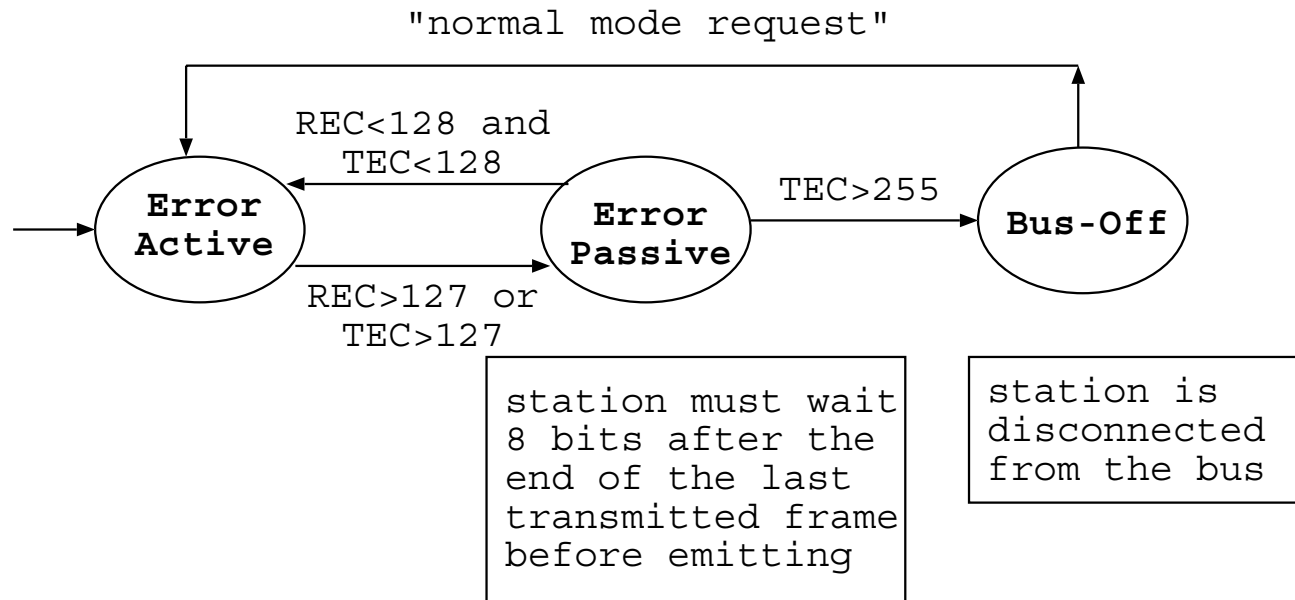 "normal mode request"
REC<128 and
TEC<128
Error
Active
Error
Passive
TEC>255
Bus-Off
REC>127 or
TEC>127
station must wait
8 bits after the
end of the last
transmitted frame
before emitting
station is
disconnected
from the bus